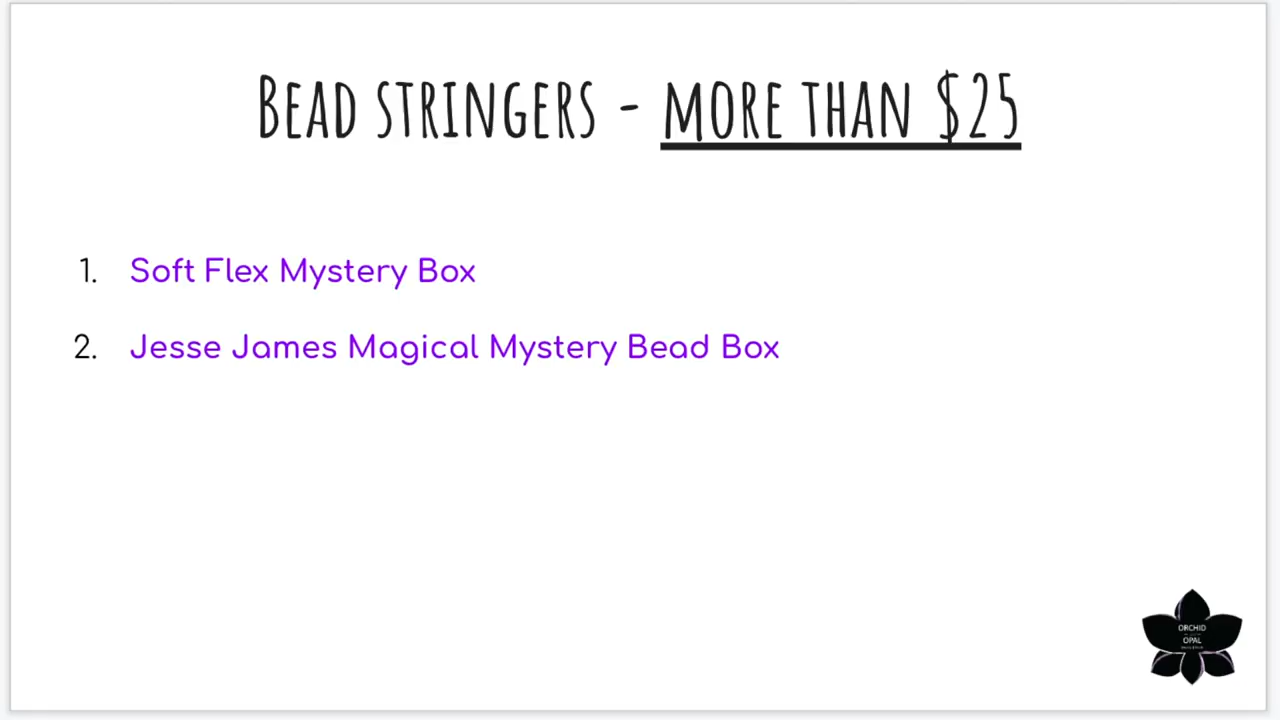 BEAD STRINGERS - MORE THAN $25
1. Soft Flex Mystery Box
2. Jesse James Magical Mystery Bead Box
ORCHID
OPAL